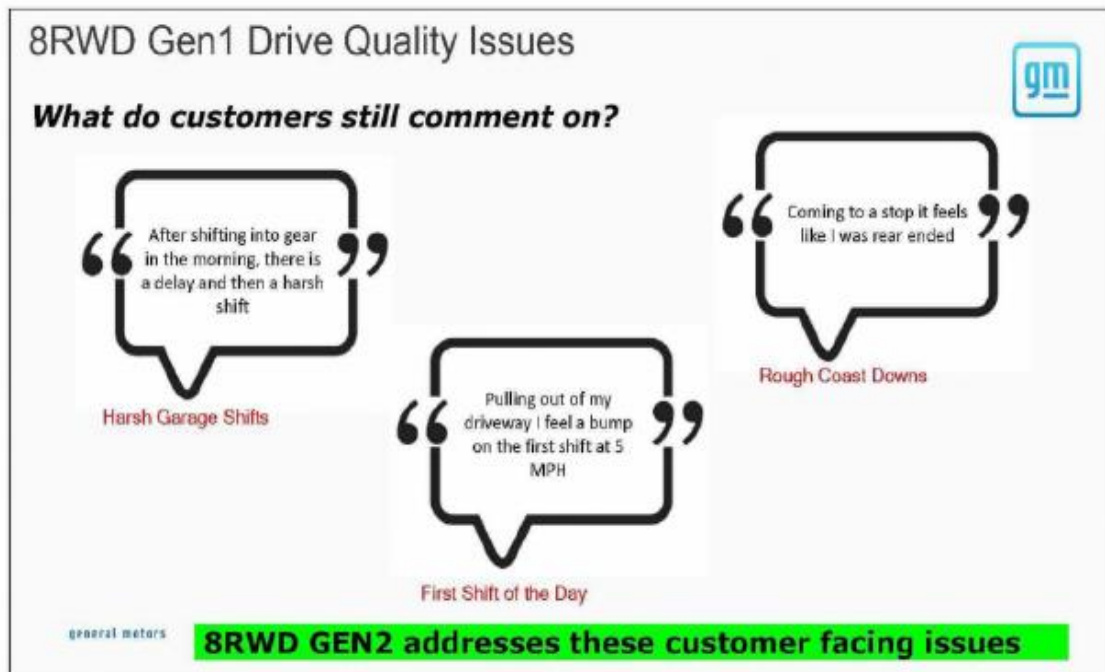 8RWD Gen1 Drive Quality Issues
gm
What do customers still comment on?
After shifting into gear
in the morning, there is
a delay and then a harsh
shift
Harsh Garage Shifts
Pulling out of my
driveway I feel a bump
on the first shift at 5
MPH
First Shift of the Day
Coming to a stop it feels
like I was rear ended
Rough Coast Downs
general motors
8RWD GEN2 addresses these customer facing issues